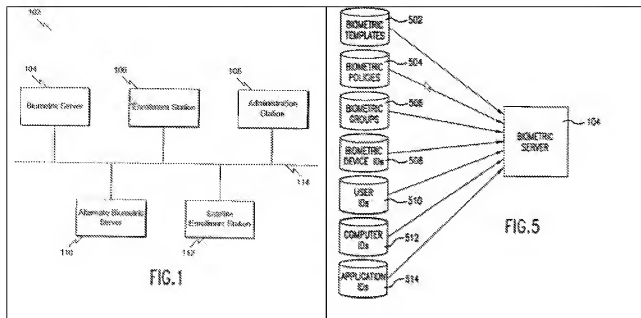 102
104
106
108
Biometric Server
Enrollment Station
Administration
Station
114
Alternate Biometric
Server
Satellite
Enrollment Station
110
112
FIG.1
BIOMETRIC
TEMPLATES
502
BIOMETRIC
POLICIES
504
BIOMETRIC
GROUPS
506
BIOMETRIC
DEVICE IDs
508
USER
IDs
510
COMPUTER
IDs
512
APPLICATION
IDs
514
BIOMETRIC
SERVER
104
FIG.5